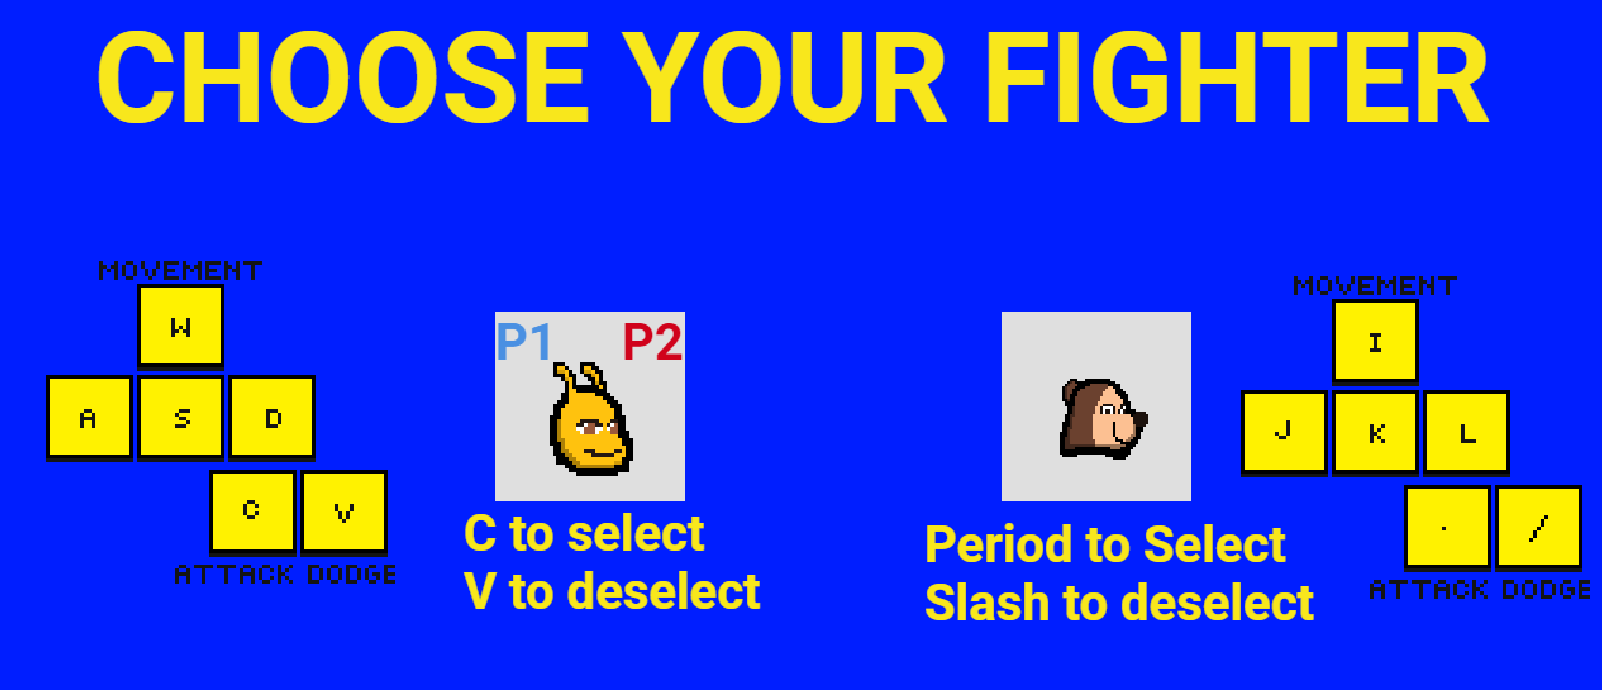 CHOOSE YOUR FIGHTER
MOVEMENT
W
A S D
C V
ATTACK DODGE
P1 P2
C to select
V to deselect
Period to Select
Slash to deselect
MOVEMENT
I
J K L
. /
ATTACK DODGE